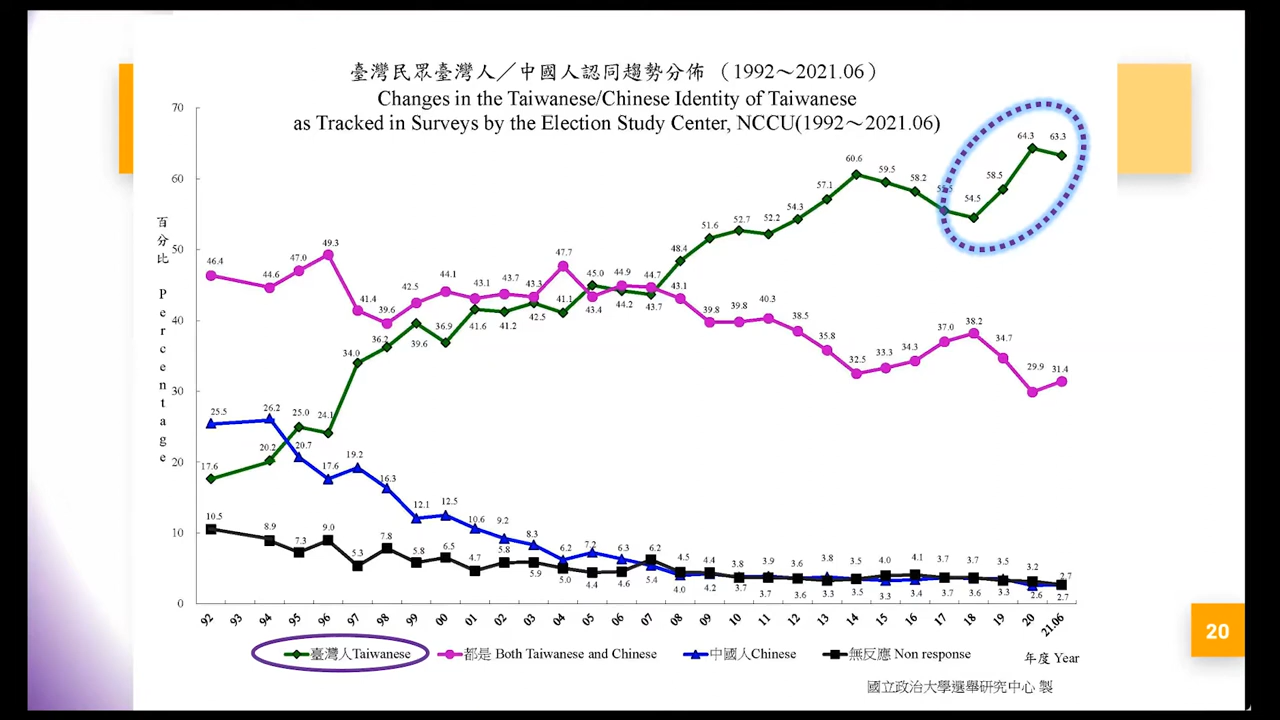 臺灣民眾臺灣人／中國人認同趨勢分佈 （1992～2021.06）
Changes in the Taiwanese/Chinese Identity of Taiwanese
as Tracked in Surveys by the Election Study Center, NCCU(1992～2021.06)
百分比 Percentage
70
60
50
40
30
20
10
0
17.6 20.2 25.0 24.1 34.0 36.2 39.6 36.9 41.6 41.2 42.5 41.1 45.0 44.2 43.7 48.4 51.6 52.7 52.2 54.3 57.1 60.6 59.5 58.2 55.5 54.5 58.5 64.3 63.3
46.4 44.6 47.0 49.3 41.4 39.6 42.5 44.1 43.1 43.7 43.3 47.7 43.4 44.9 44.7 43.1 39.8 39.8 40.3 38.5 35.8 32.5 33.3 34.3 37.0 38.2 34.7 29.9 31.4
25.5 26.2 20.7 17.6 19.2 16.3 12.1 12.5 10.6 9.2 8.3 6.2 7.2 6.3 5.4 4.0 4.2 3.8 3.9 3.6 3.8 3.5 3.3 3.4 3.7 3.7 3.5 2.6 2.7
10.5 8.9 7.3 9.0 5.3 7.8 5.8 6.5 4.7 5.8 5.9 5.0 4.4 4.6 6.2 4.5 4.4 3.7 3.7 3.6 3.3 3.5 4.0 4.1 3.7 3.6 3.3 3.2 2.7
92 93 94 95 96 97 98 99 00 01 02 03 04 05 06 07 08 09 10 11 12 13 14 15 16 17 18 19 20 21.06
臺灣人Taiwanese 都是 Both Taiwanese and Chinese 中國人Chinese 無反應 Non response 年度 Year
國立政治大學選舉研究中心 製
20